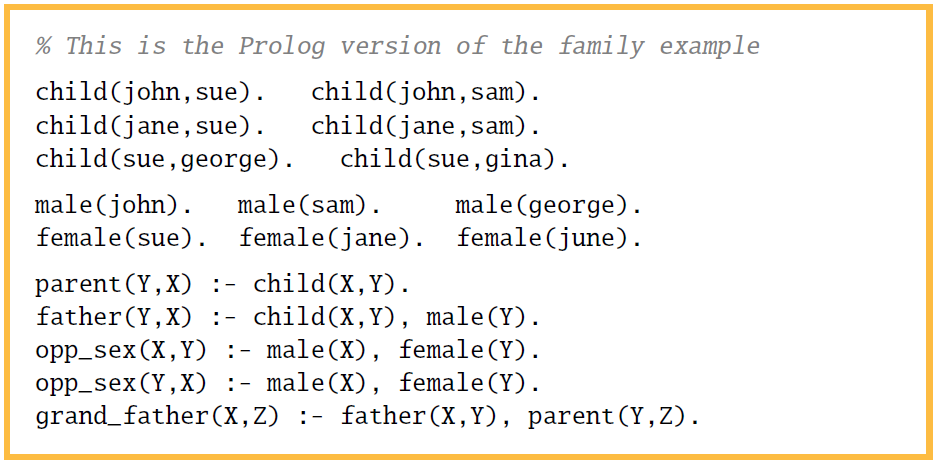 % This is the Prolog version of the family example
child(john,sue). child(john,sam).
child(jane,sue). child(jane,sam).
child(sue,george). child(sue,gina).
male(john). male(sam). male(george).
female(sue). female(jane). female(june).
parent(Y,X) :- child(X,Y).
father(Y,X) :- child(X,Y), male(Y).
opp_sex(X,Y) :- male(X), female(Y).
opp_sex(Y,X) :- male(X), female(Y).
grand_father(X,Z) :- father(X,Y), parent(Y,Z).